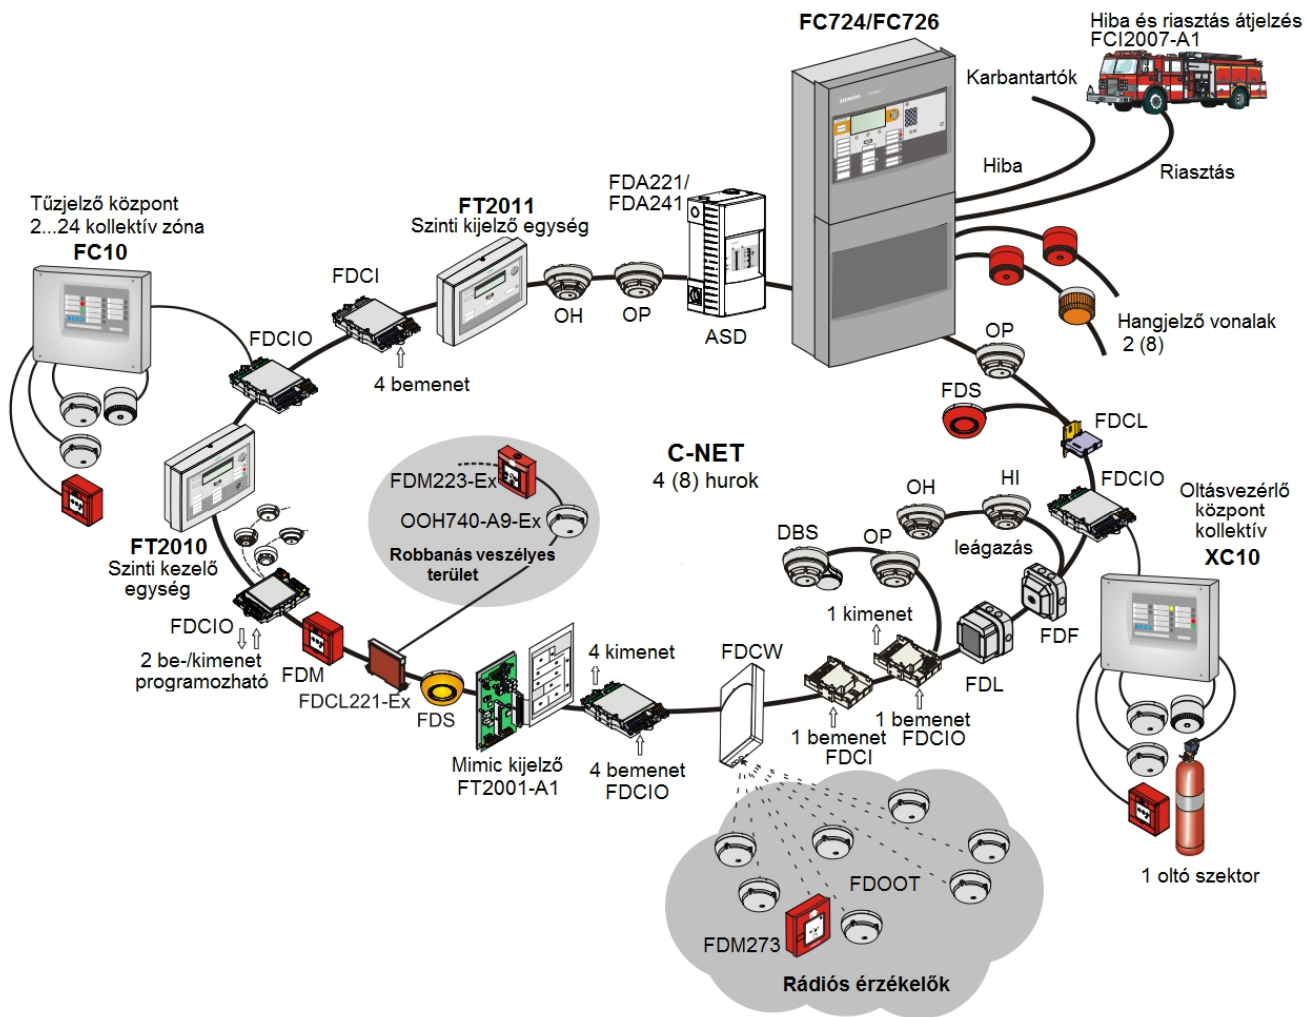 FC724/FC726
Hiba és riasztás átjelzés
FCI2007-A1
Karbantartók
Hiba
Riasztás
FDA221/
FDA241
ASD
Tűzjelző központ
2...24 kollektív zóna
FC10
FT2011
Szinti kijelző egység
FDCI
4 bemenet
OH
OP
FDCIO
Hangjelző vonalak
2 (8)
OP
FDS
FDCL
FDCIO
C-NET
4 (8) hurok
FDM223-Ex
OOH740-A9-Ex
Robbanás veszélyes
terület
Oltásvezérlő
központ
kollektív
XC10
OH
HI
leágazás
DBS
OP
FDF
FDL
1 kimenet
FT2010
Szinti kezelő
egység
FDCIO
2 be-/kimenet
programozható
FDM
FDCL221-Ex
FDS
Mimic kijelző
FT2001-A1
4 kimenet
4 bemenet
FDCIO
FDCW
1 bemenet
FDCI
1 bemenet
FDCIO
1 oltó szektor
FDOOT
FDM273
Rádiós érzékelők
SIEMENS